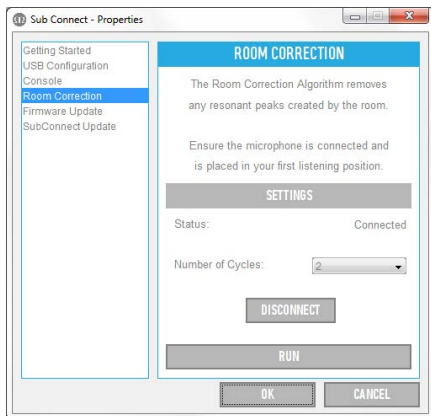 Sub Connect - Properties
Getting Started
USB Configuration
Console
Room Correction
Firmware Update
SubConnect Update
ROOM CORRECTION
The Room Correction Algorithm removes
any resonant peaks created by the room.
Ensure the microphone is connected and
is placed in your first listening position.
SETTINGS
Status: Connected
Number of Cycles: 2
DISCONNECT
RUN
OK CANCEL